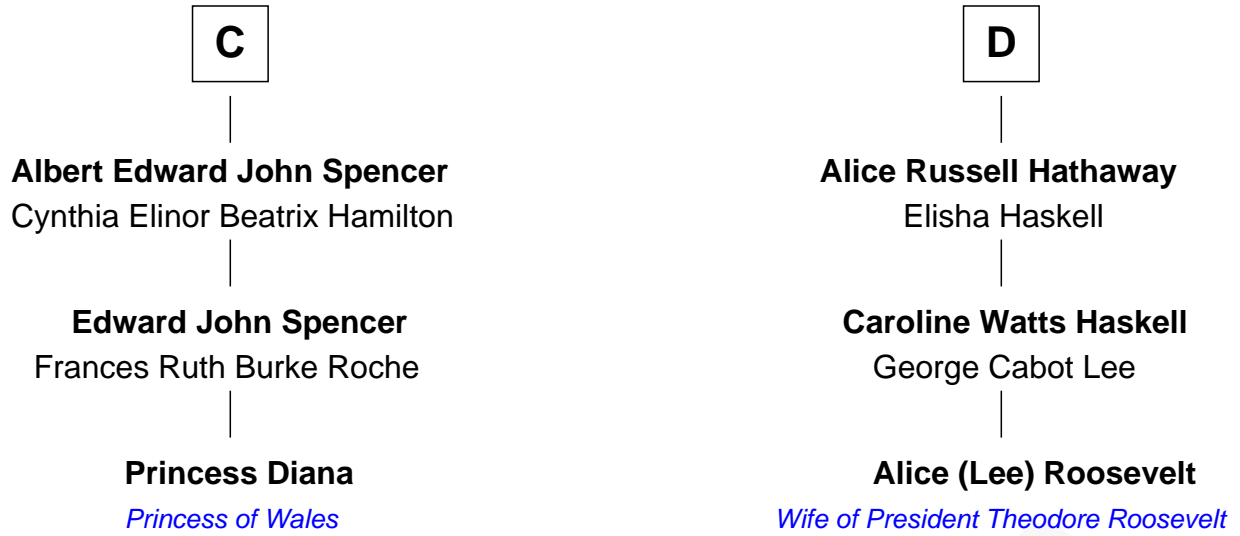 C
Albert Edward John Spencer
Cynthia Elinor Beatrix Hamilton
Edward John Spencer
Frances Ruth Burke Roche
Princess Diana
Princess of Wales
D
Alice Russell Hathaway
Elisha Haskell
Caroline Watts Haskell
George Cabot Lee
Alice (Lee) Roosevelt
Wife of President Theodore Roosevelt